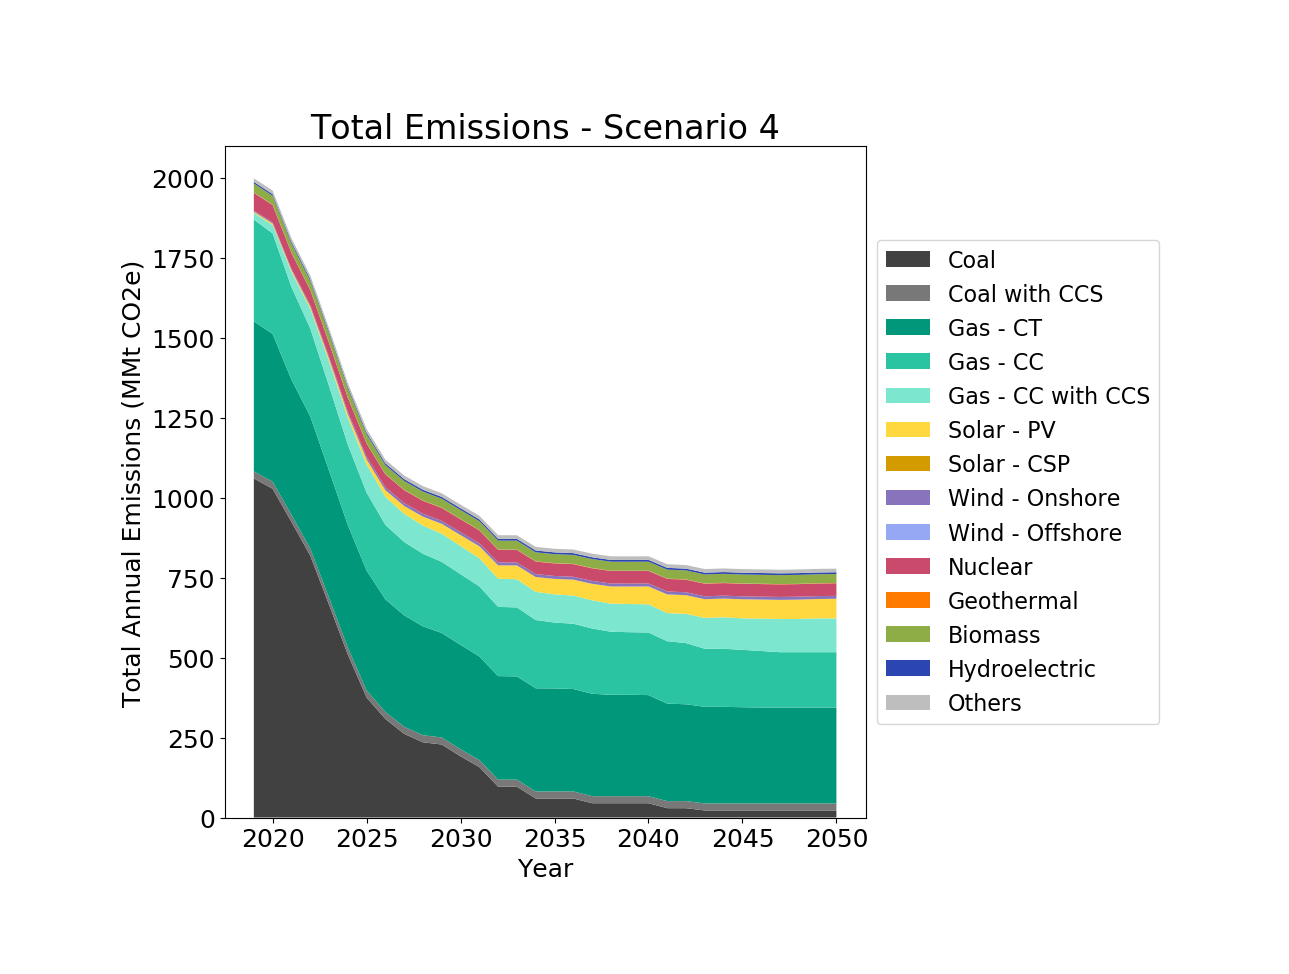 Total Emissions - Scenario 4
Total Annual Emissions (MMt CO2e)
2000
1750
1500
1250
1000
750
500
250
0
2020 2025 2030 2035 2040 2045 2050
Year
Coal
Coal with CCS
Gas - CT
Gas - CC
Gas - CC with CCS
Solar - PV
Solar - CSP
Wind - Onshore
Wind - Offshore
Nuclear
Geothermal
Biomass
Hydroelectric
Others